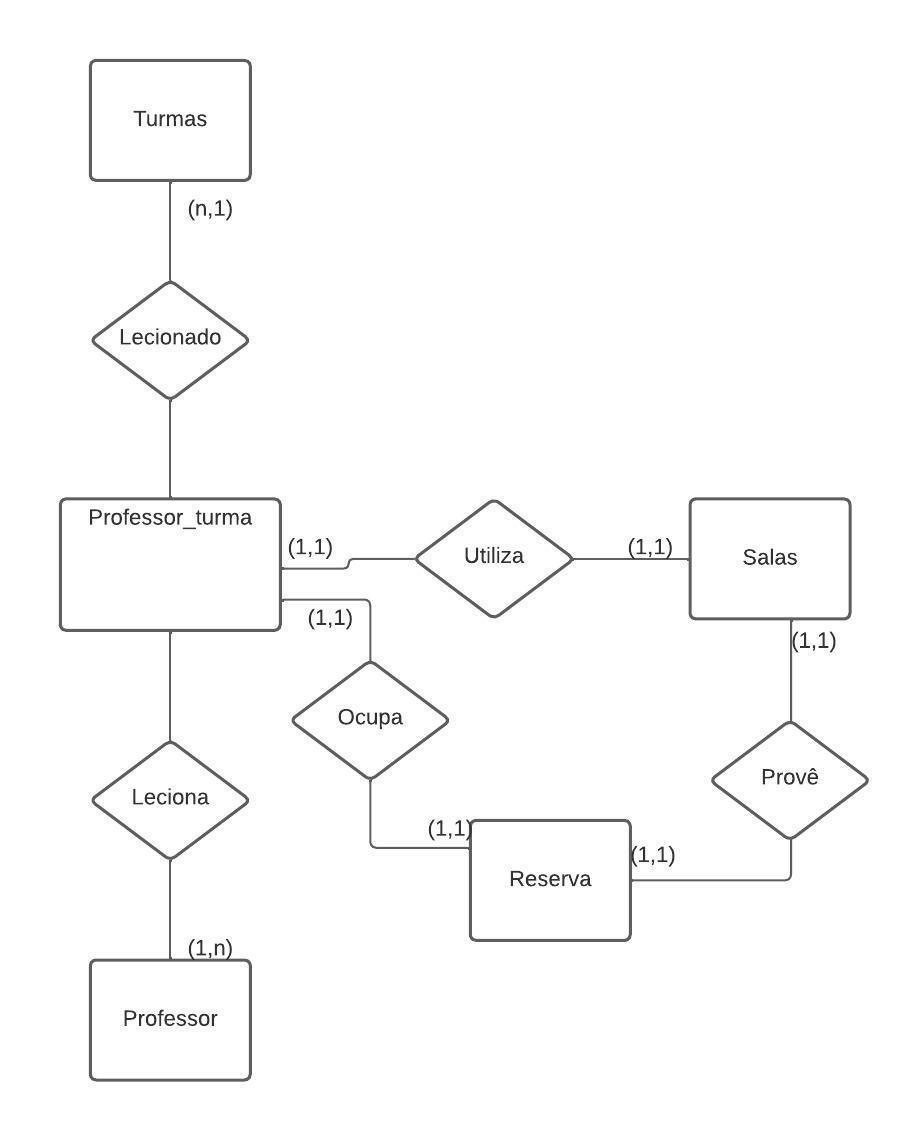 Turmas
(n,1)
Lecionado
Professor_turma
(1,1)
Utiliza
(1,1)
Salas
(1,1)
(1,1)
Ocupa
Provê
Leciona
(1,1)
(1,1)
Reserva
(1,n)
Professor